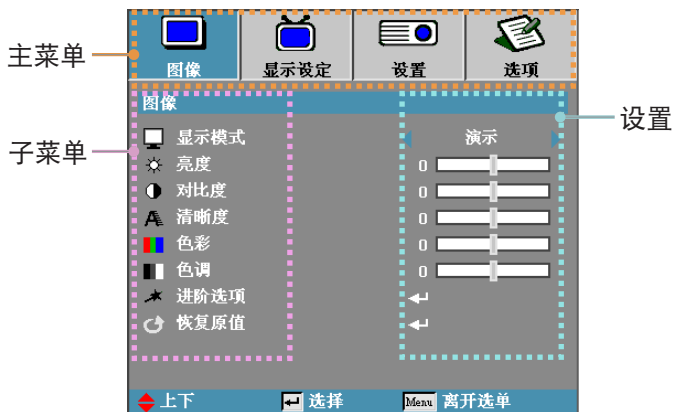 主菜单
图像 显示设定 设置 选项
图像
设置
子菜单
显示模式 演示
亮度 0
对比度 0
清晰度 0
色彩 0
色调 0
进阶选项
恢复原值
上下 选择 Menu 离开选单